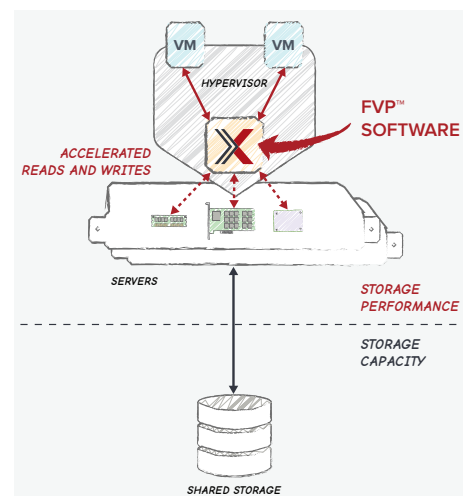 VM
VM
HYPERVISOR
FVP™
SOFTWARE
ACCELERATED
READS AND WRITES
SERVERS
STORAGE
PERFORMANCE
STORAGE
CAPACITY
SHARED STORAGE